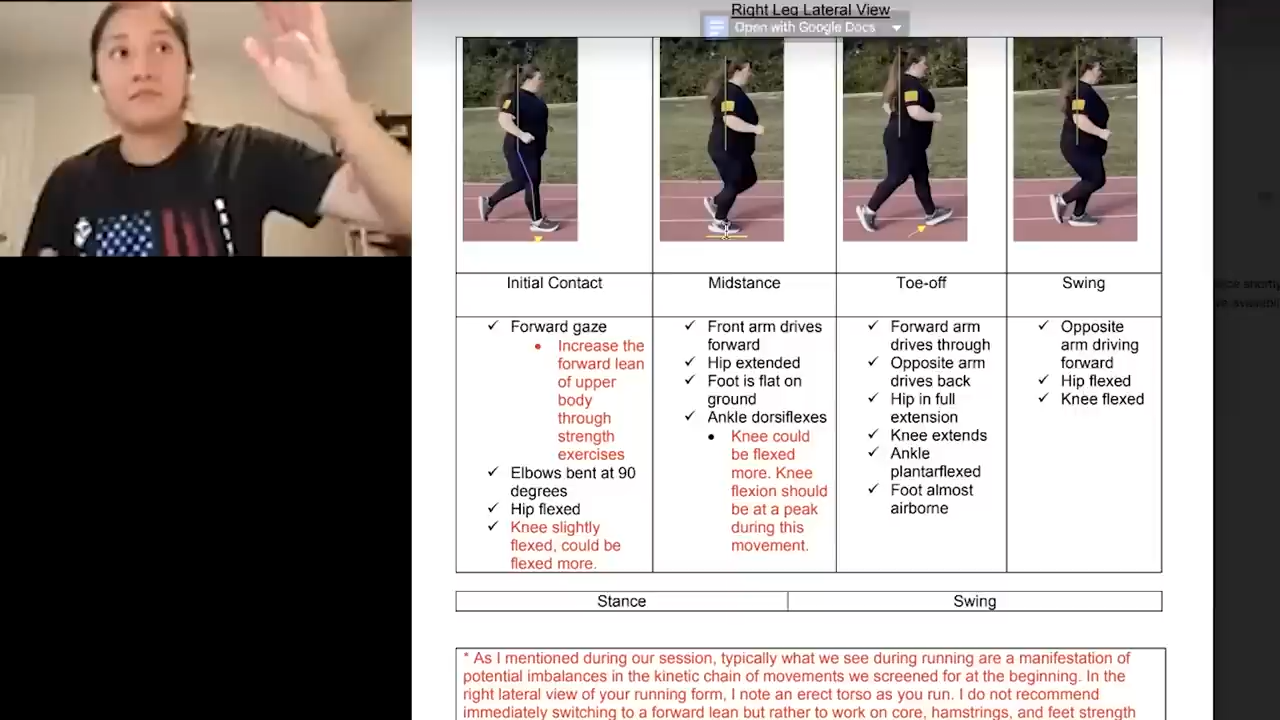 Right Leg Lateral View
Open with Google Docs
Initial Contact
Midstance
Toe-off
Swing
✓ Forward gaze
• Increase the
forward lean
of upper
body
through
strength
exercises
✓ Elbows bent at 90
degrees
✓ Hip flexed
✓ Knee slightly
flexed, could be
flexed more.
✓ Front arm drives
forward
✓ Hip extended
✓ Foot is flat on
ground
✓ Ankle dorsiflexes
• Knee could
be flexed
more. Knee
flexion should
be at a peak
during this
movement.
✓ Forward arm
drives through
✓ Opposite arm
drives back
✓ Hip in full
extension
✓ Knee extends
✓ Ankle
plantarflexed
✓ Foot almost
airborne
✓ Opposite
arm driving
forward
✓ Hip flexed
✓ Knee flexed
Stance
Swing
* As I mentioned during our session, typically what we see during running are a manifestation of
potential imbalances in the kinetic chain of movements we screened for at the beginning. In the
right lateral view of your running form, I note an erect torso as you run. I do not recommend
immediately switching to a forward lean but rather to work on core, hamstrings, and feet strength